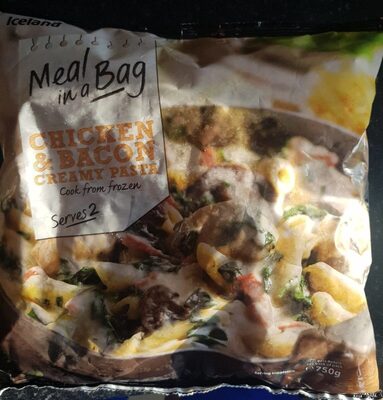 Iceland
Meal
in a Bag
CHICKEN
& BACON
CREAMY PASTA
Cook from frozen
Serves 2
℮750g